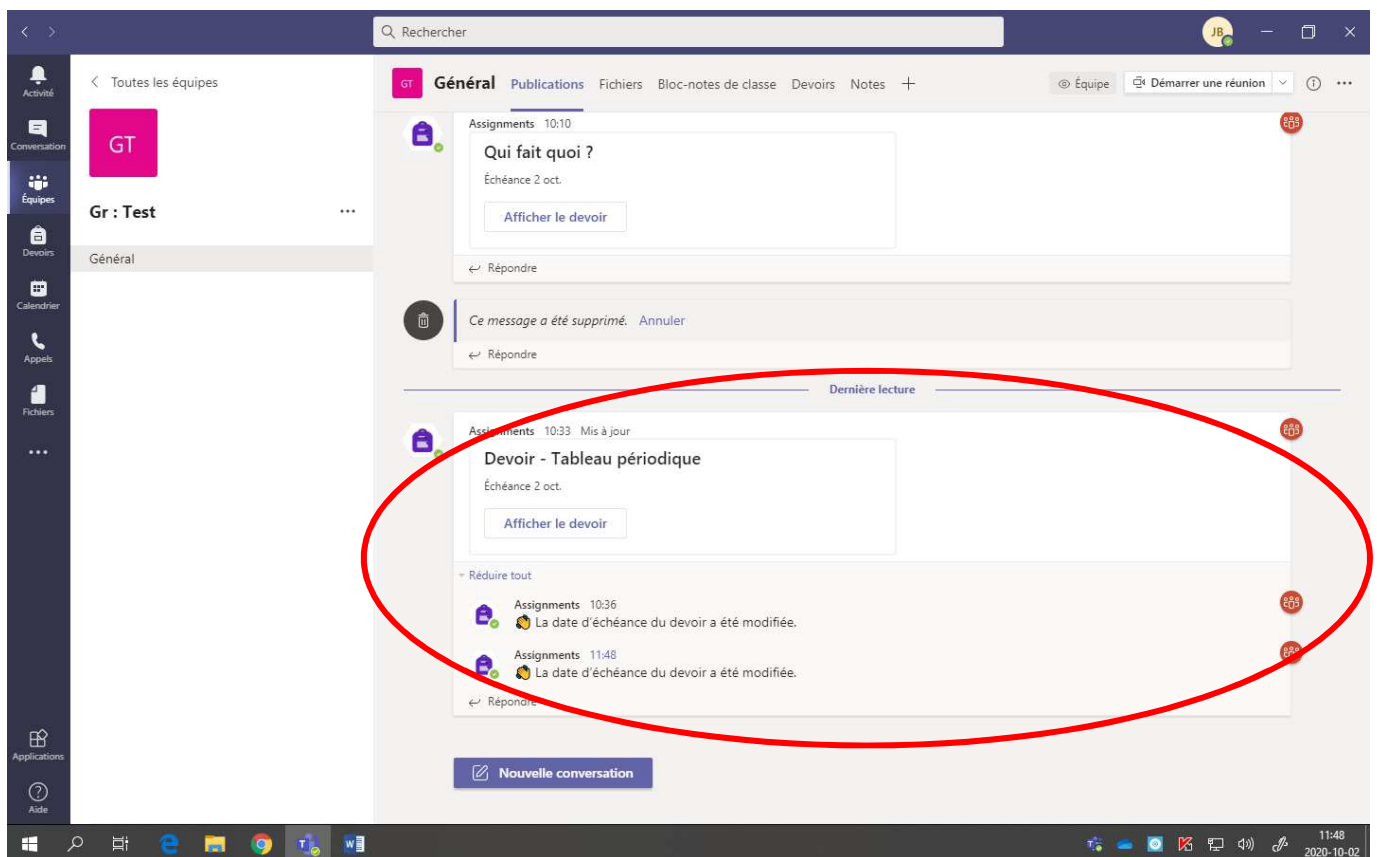 Rechercher
JB
Activité
Conversation
Équipes
Devoirs
Calendrier
Appels
Fichiers
Applications
Aide
Toutes les équipes
GT
Gr : Test
Général
GT Général Publications Fichiers Bloc-notes de classe Devoirs Notes
Équipe Démarrer une réunion
Assignments 10:10
Qui fait quoi ?
Échéance 2 oct.
Afficher le devoir
Répondre
Ce message a été supprimé. Annuler
Répondre
Dernière lecture
Assignments 10:33 Mis à jour
Devoir - Tableau périodique
Échéance 2 oct.
Afficher le devoir
Réduire tout
Assignments 10:36
La date d'échéance du devoir a été modifiée.
Assignments 11:48
La date d'échéance du devoir a été modifiée.
Répondre
Nouvelle conversation
11:48
2020-10-02